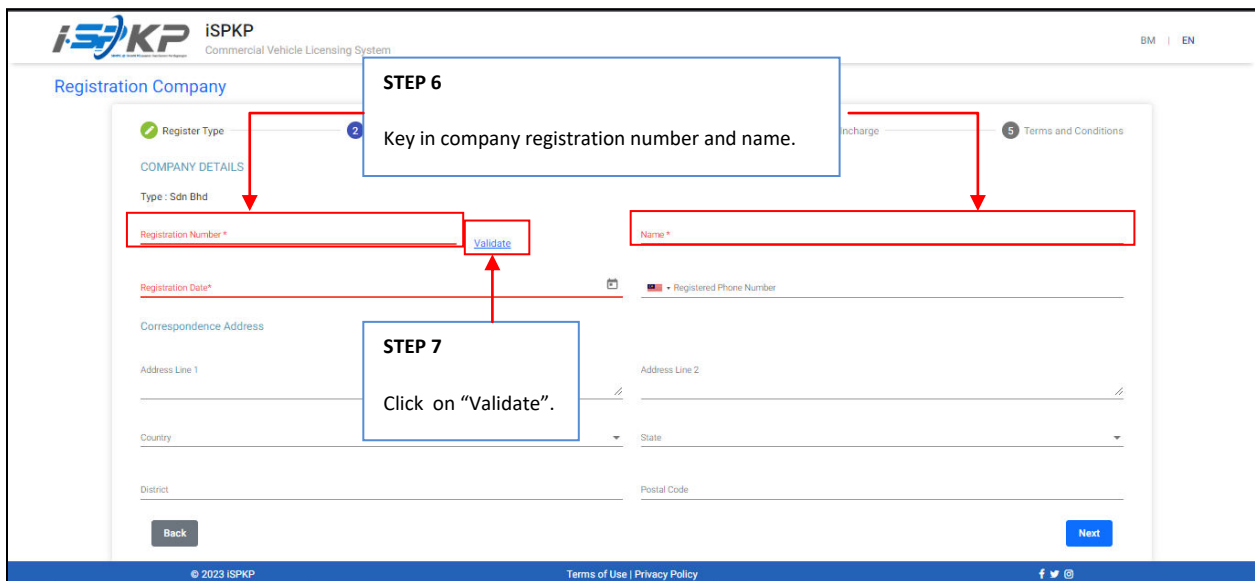 i-SPKP
iSPKP
Commercial Vehicle Licensing System
BM | EN
Registration Company
STEP 6
Key in company registration number and name.
Register Type
2
Incharge
5 Terms and Conditions
COMPANY DETAILS
Type : Sdn Bhd
Registration Number *
Validate
Name *
Registration Date*
Registered Phone Number
Correspondence Address
STEP 7
Click on “Validate”.
Address Line 1
Address Line 2
Country
State
District
Postal Code
Back
Next
© 2023 iSPKP
Terms of Use | Privacy Policy